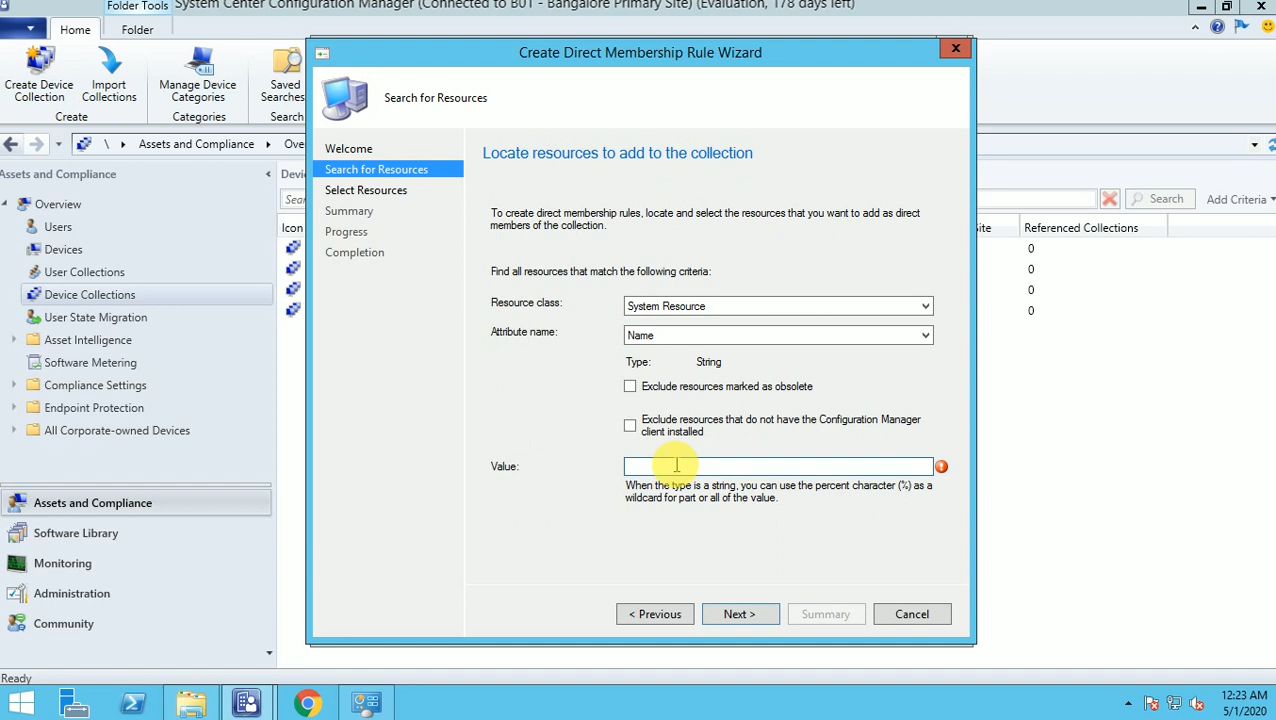 Folder Tools
System Center Configuration Manager (Connected to B01 - Bangalore Primary Site) (Evaluation, 178 days left)
Home
Folder
Create Device
Collection
Import
Collections
Manage Device
Categories
Saved
Searches
Create
Categories
Search
\
Assets and Compliance
Over
Assets and Compliance
Overview
Users
Devices
User Collections
Device Collections
User State Migration
Asset Intelligence
Software Metering
Compliance Settings
Endpoint Protection
All Corporate-owned Devices
Assets and Compliance
Software Library
Monitoring
Administration
Community
Ready
Devi
Sear
Icon
Search
Add Criteria
ite
Referenced Collections
0
0
0
0
Create Direct Membership Rule Wizard
Search for Resources
Welcome
Search for Resources
Select Resources
Summary
Progress
Completion
Locate resources to add to the collection
To create direct membership rules, locate and select the resources that you want to add as direct
members of the collection.
Find all resources that match the following criteria:
Resource class:
System Resource
Attribute name:
Name
Type: String
Exclude resources marked as obsolete
Exclude resources that do not have the Configuration Manager
client installed
Value:
When the type is a string, you can use the percent character (%) as a
wildcard for part or all of the value.
< Previous
Next >
Summary
Cancel
12:23 AM
5/1/2020